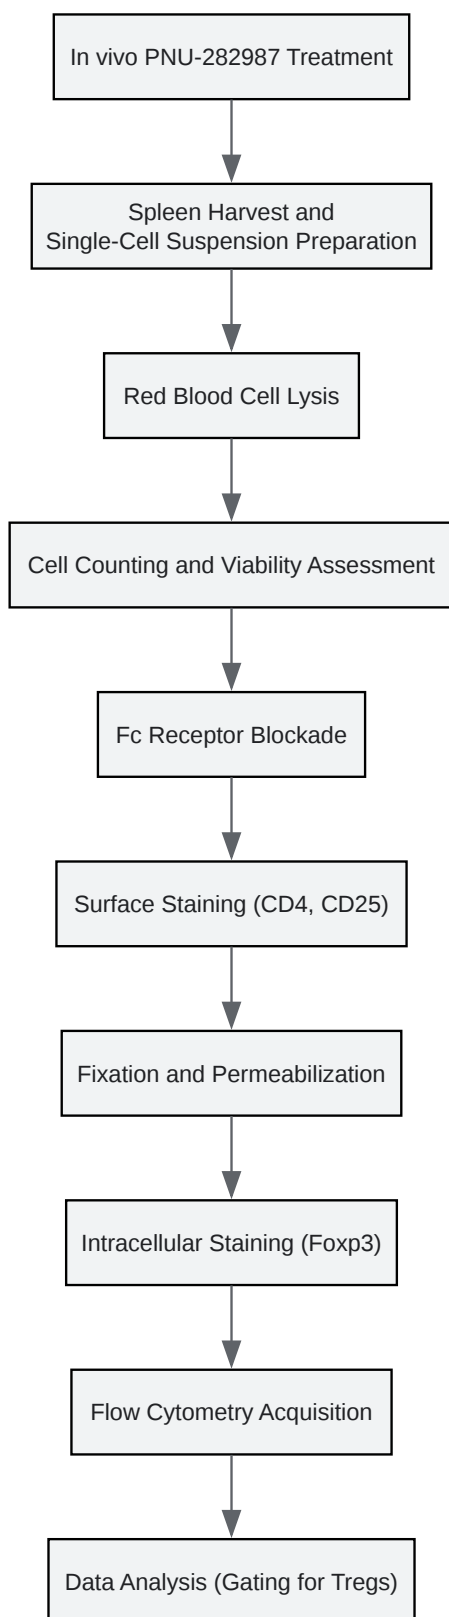 In vivo PNU-282987 Treatment
Spleen Harvest and
Single-Cell Suspension Preparation
Red Blood Cell Lysis
Cell Counting and Viability Assessment
Fc Receptor Blockade
Surface Staining (CD4, CD25)
Fixation and Permeabilization
Intracellular Staining (Foxp3)
Flow Cytometry Acquisition
Data Analysis (Gating for Tregs)